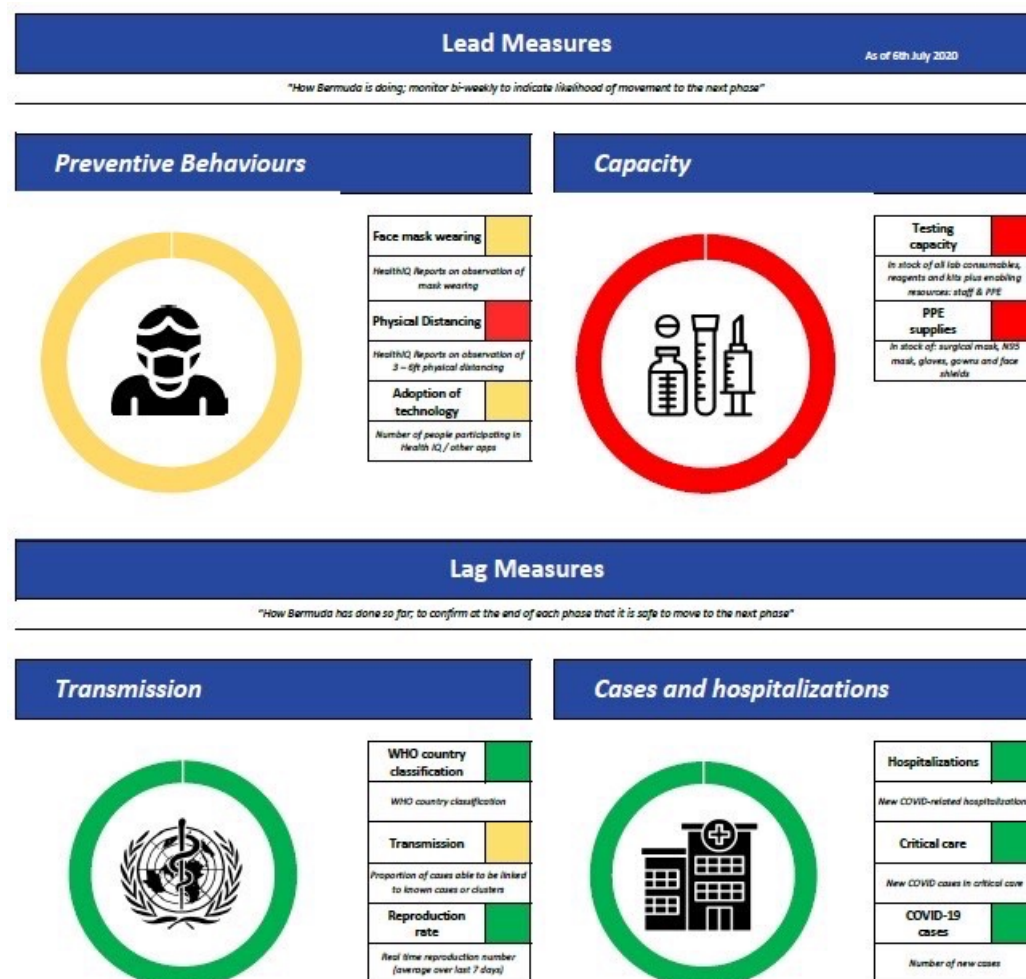 Lead Measures
As of 6th July 2020
"How Bermuda is doing; monitor bi-weekly to indicate likelihood of movement to the next phase"
Preventive Behaviours
Face mask wearing
HealthIQ Reports on observation of
mask wearing
Physical Distancing
HealthIQ Reports on observation of
3 – 6ft physical distancing
Adoption of
technology
Number of people participating in
Health IQ / other apps
Capacity
Testing
capacity
In stock of all lab consumables,
reagents and kits plus enabling
resources: staff & PPE
PPE
supplies
In stock of: surgical mask, N95
mask, gloves, gowns and face
shields
Lag Measures
"How Bermuda has done so far; to confirm at the end of each phase that it is safe to move to the next phase"
Transmission
WHO country
classification
WHO country classification
Transmission
Proportion of cases able to be linked
to known cases or clusters
Reproduction
rate
Real time reproduction number
(average over last 7 days)
Cases and hospitalizations
Hospitalizations
New COVID-related hospitalization
Critical care
New COVID cases in critical care
COVID-19
cases
Number of new cases